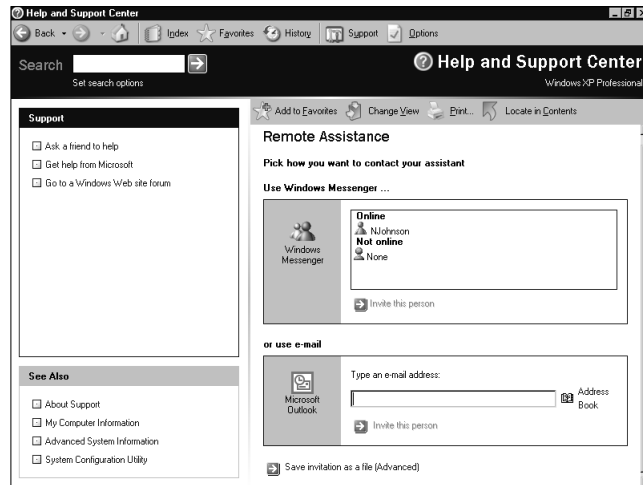 Help and Support Center
Back
Index
Favorites
History
Support
Options
Search
Set search options
Help and Support Center
Windows XP Professional
Support
Ask a friend to help
Get help from Microsoft
Go to a Windows Web site forum
See Also
About Support
My Computer Information
Advanced System Information
System Configuration Utility
Add to Favorites
Change View
Print...
Locate in Contents
Remote Assistance
Pick how you want to contact your assistant
Use Windows Messenger ...
Windows
Messenger
Online
NJohnson
Not online
None
Invite this person
or use e-mail
Microsoft
Outlook
Type an e-mail address:
Address
Book
Invite this person
Save invitation as a file (Advanced)